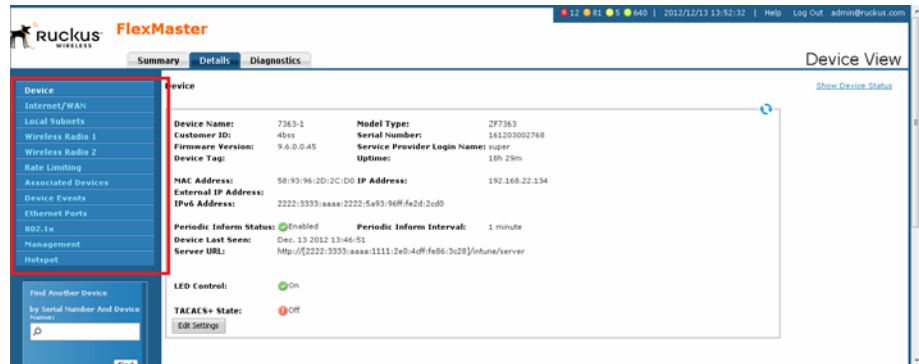 12 81 5 640 | 2012/12/13 13:52:32 | Help Log Out admin@ruckus.com
Ruckus WIRELESS FlexMaster
Summary Details Diagnostics Device View
Device
Internet/WAN
Local Subnets
Wireless Radio 1
Wireless Radio 2
Rate Limiting
Associated Devices
Device Events
Ethernet Ports
802.1x
Management
Hotspot
Find Another Device
by Serial Number And Device Name:
Find
Device Show Device Status
Device Name: 7363-1 Model Type: ZF7363
Customer ID: 4bss Serial Number: 161203002768
Firmware Version: 9.6.0.0.45 Service Provider Login Name: super
Device Tag: Uptime: 18h 29m
MAC Address: 58:93:96:2D:2C:D0 IP Address: 192.168.22.134
External IP Address:
IPv6 Address: 2222:3333:aaaa:2222:5a93:96ff:fe2d:2cd0
Periodic Inform Status: Enabled Periodic Inform Interval: 1 minute
Device Last Seen: Dec. 13 2012 13:46:51
Server URL: http://[2222:3333:aaaa:1111:2e0:4cff:fe86:3c28]/intune/server
LED Control: On
TACACS+ State: Off
Edit Settings